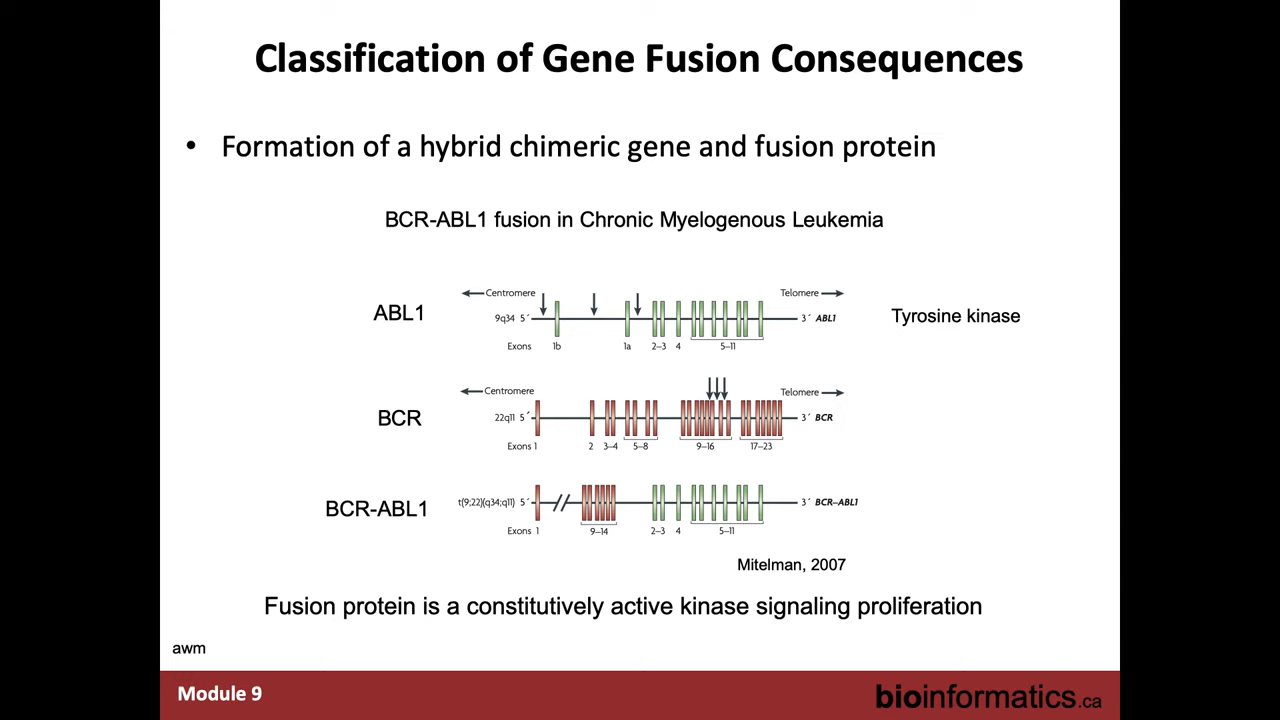 Classification of Gene Fusion Consequences
• Formation of a hybrid chimeric gene and fusion protein
BCR-ABL1 fusion in Chronic Myelogenous Leukemia
Centromere Telomere
ABL1 9q34 5´ 3´ ABL1 Tyrosine kinase
Exons 1b 1a 2–3 4 5–11
Centromere Telomere
BCR 22q11 5´ 3´ BCR
Exons 1 2 3–4 5–8 9–16 17–23
BCR-ABL1 t(9;22)(q34;q11) 5´ 3´ BCR–ABL1
Exons 1 9–14 2–3 4 5–11
Mitelman, 2007
Fusion protein is a constitutively active kinase signaling proliferation
awm
Module 9 bioinformatics.ca